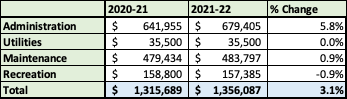 2020-21 2021-22 % Change
Administration $ 641,955 $ 679,405 5.8%
Utilities $ 35,500 $ 35,500 0.0%
Maintenance $ 479,434 $ 483,797 0.9%
Recreation $ 158,800 $ 157,385 -0.9%
Total $ 1,315,689 $ 1,356,087 3.1%